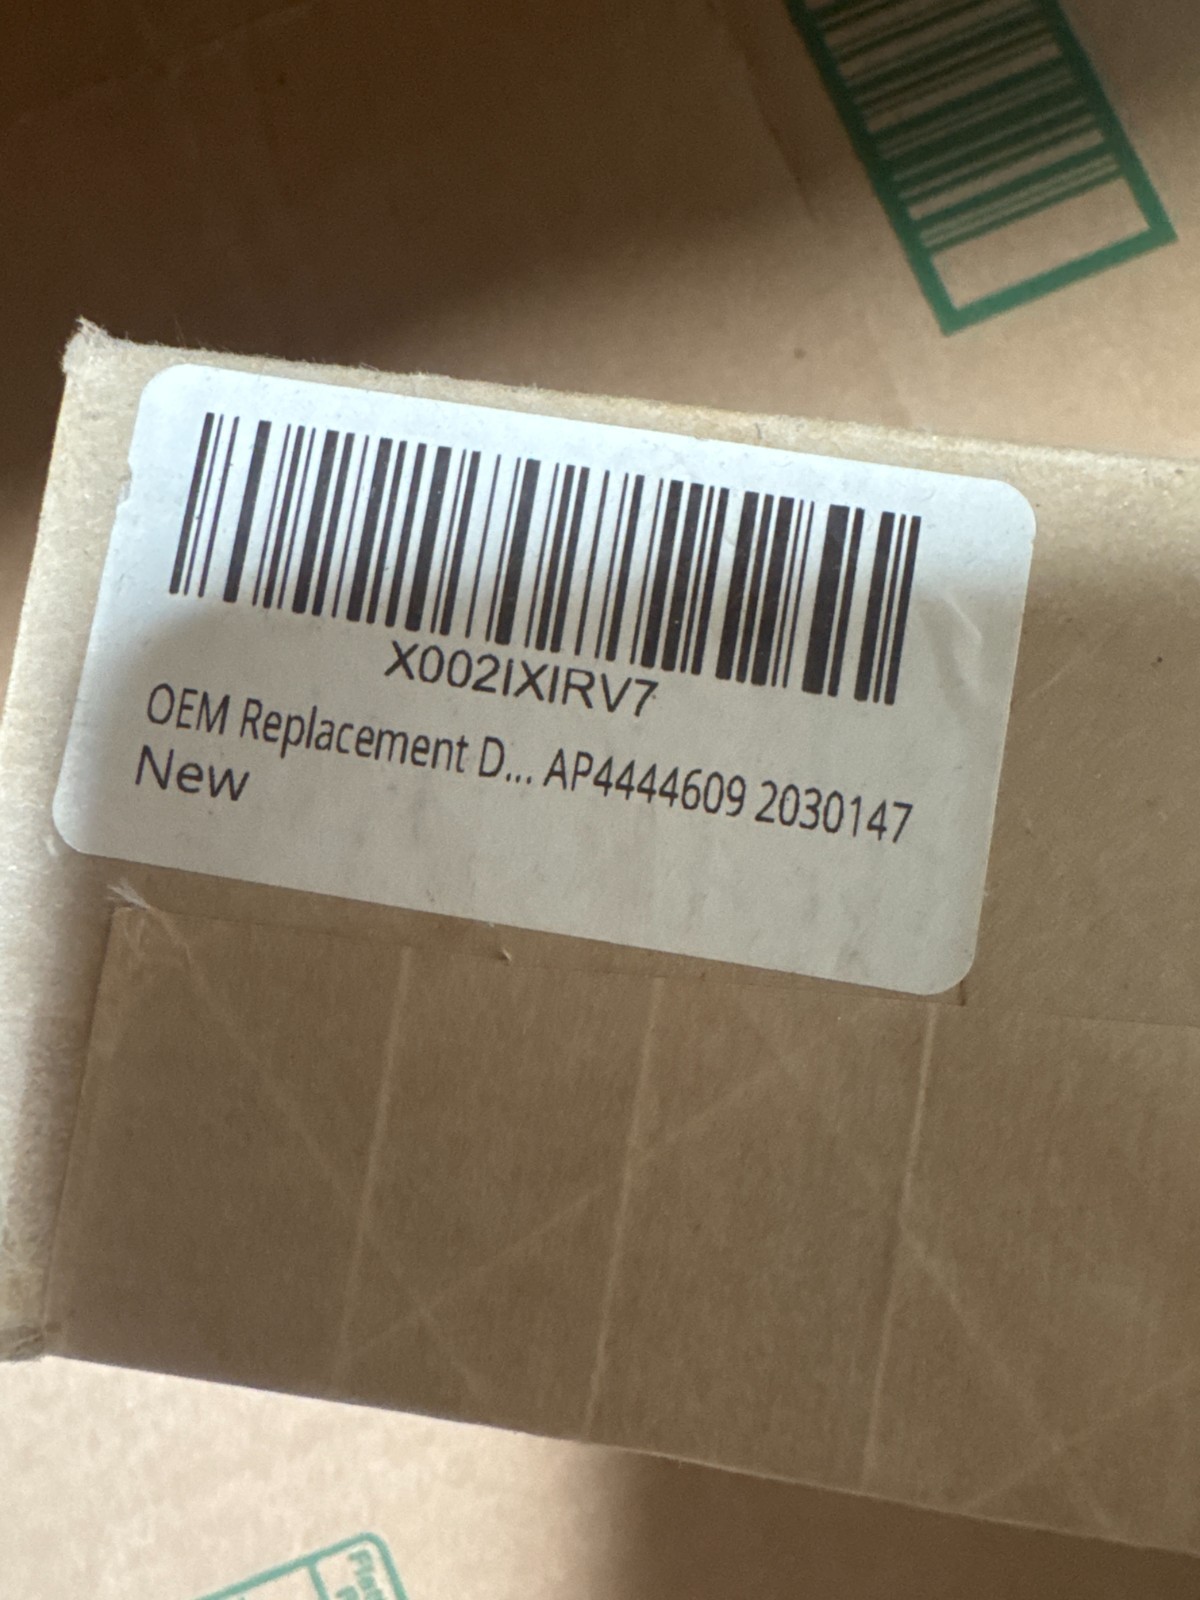 X002IXIRV7
OEM Replacement D... AP4444609 2030147
New